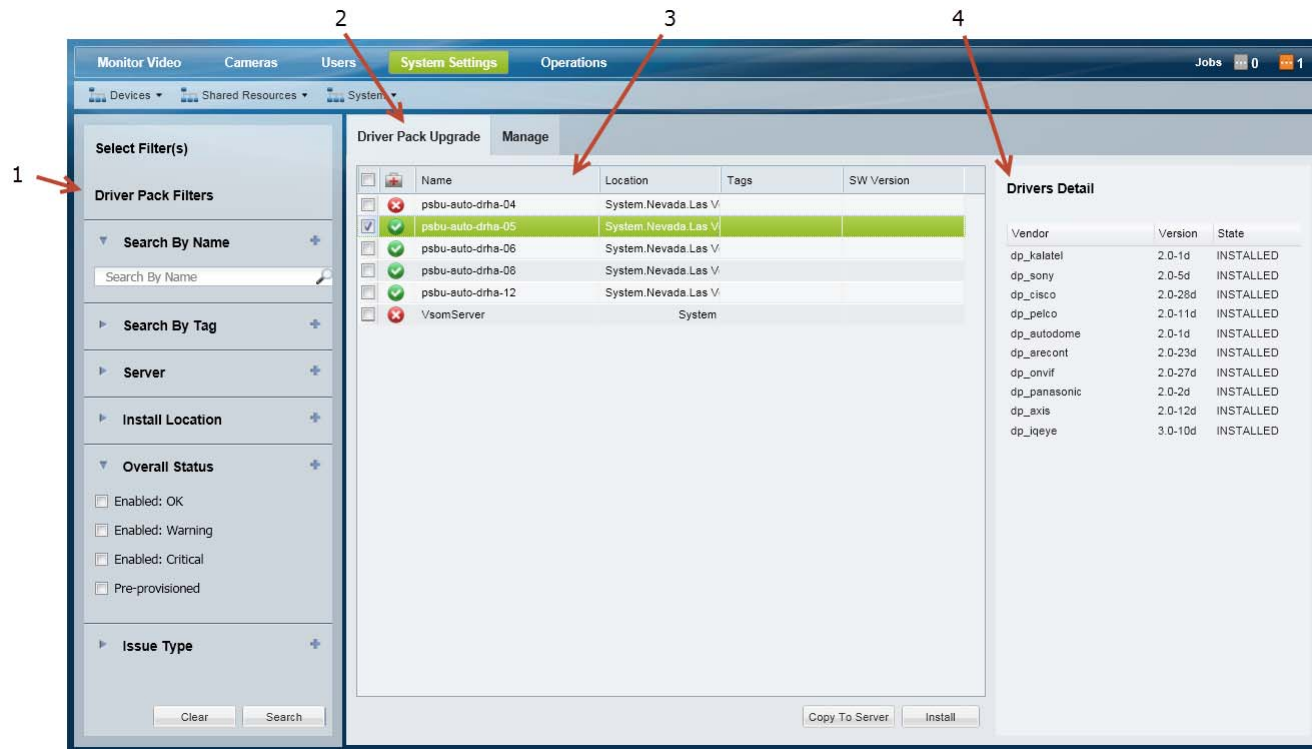 2 3 4
Monitor Video Cameras Users System Settings Operations Jobs 0 1
Devices Shared Resources System
1
Select Filter(s)
Driver Pack Filters
Search By Name
Search By Name
Search By Tag
Server
Install Location
Overall Status
Enabled: OK
Enabled: Warning
Enabled: Critical
Pre-provisioned
Issue Type
Clear Search
Driver Pack Upgrade Manage
Name Location Tags SW Version
psbu-auto-drha-04 System.Nevada.Las V
psbu-auto-drha-05 System.Nevada.Las V
psbu-auto-drha-06 System.Nevada.Las V
psbu-auto-drha-08 System.Nevada.Las V
psbu-auto-drha-12 System.Nevada.Las V
VsomServer System
Copy To Server Install
Drivers Detail
Vendor Version State
dp_kalatel 2.0-1d INSTALLED
dp_sony 2.0-5d INSTALLED
dp_cisco 2.0-28d INSTALLED
dp_pelco 2.0-11d INSTALLED
dp_autodome 2.0-1d INSTALLED
dp_arecont 2.0-23d INSTALLED
dp_onvif 2.0-27d INSTALLED
dp_panasonic 2.0-2d INSTALLED
dp_axis 2.0-12d INSTALLED
dp_iqeye 3.0-10d INSTALLED